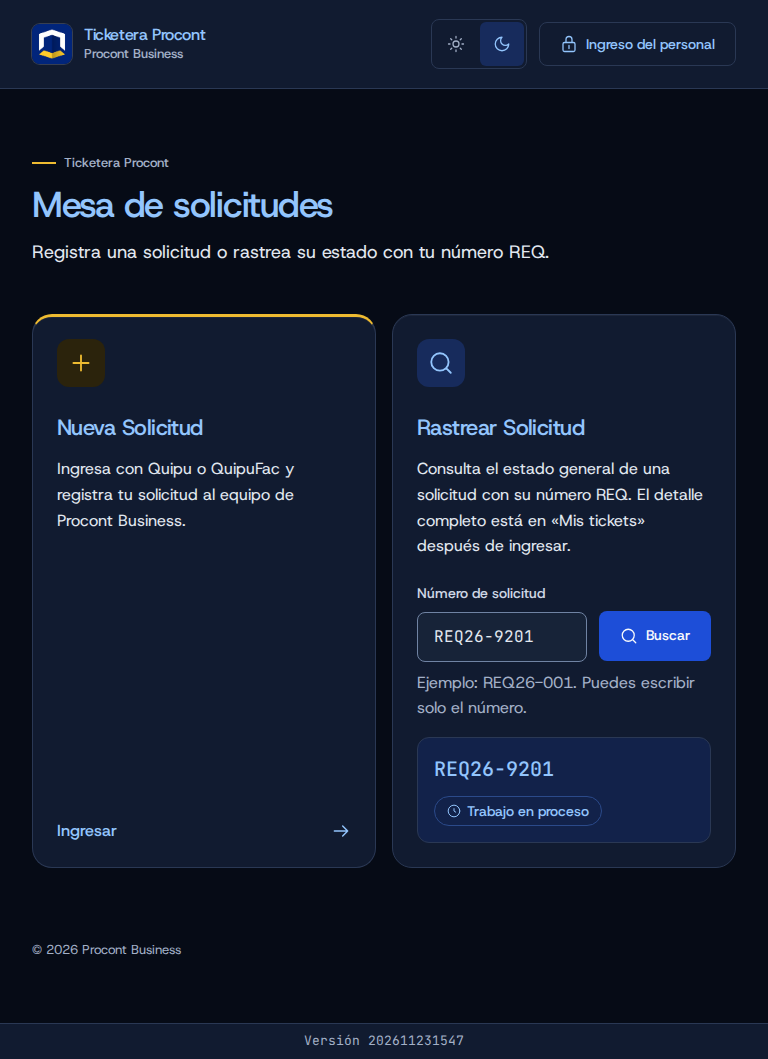 Ticketera Procont
Procont Business
Ingreso del personal
Ticketera Procont
Mesa de solicitudes
Registra una solicitud o rastrea su estado con tu número REQ.
Nueva Solicitud
Ingresa con Quipu o QuipuFac y
registra tu solicitud al equipo de
Procont Business.
Ingresar
Rastrear Solicitud
Consulta el estado general de una
solicitud con su número REQ. El detalle
completo está en «Mis tickets»
después de ingresar.
Número de solicitud
REQ26-9201
Buscar
Ejemplo: REQ26-001. Puedes escribir
solo el número.
REQ26-9201
Trabajo en proceso
© 2026 Procont Business
Versión 202611231547